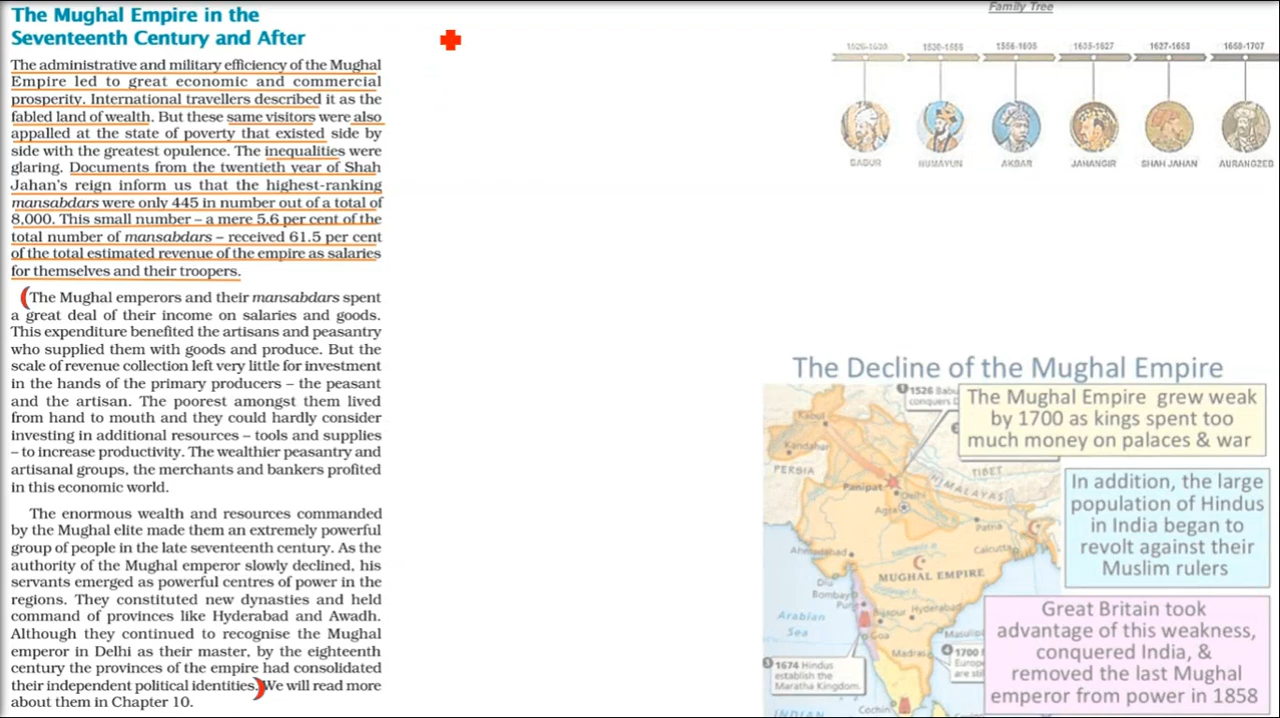 The Mughal Empire in the
Seventeenth Century and After
The administrative and military efficiency of the Mughal
Empire led to great economic and commercial
prosperity. International travellers described it as the
fabled land of wealth. But these same visitors were also
appalled at the state of poverty that existed side by
side with the greatest opulence. The inequalities were
glaring. Documents from the twentieth year of Shah
Jahan's reign inform us that the highest-ranking
mansabdars were only 445 in number out of a total of
8,000. This small number – a mere 5.6 per cent of the
total number of mansabdars – received 61.5 per cent
of the total estimated revenue of the empire as salaries
for themselves and their troopers.
The Mughal emperors and their mansabdars spent
a great deal of their income on salaries and goods.
This expenditure benefited the artisans and peasantry
who supplied them with goods and produce. But the
scale of revenue collection left very little for investment
in the hands of the primary producers – the peasant
and the artisan. The poorest amongst them lived
from hand to mouth and they could hardly consider
investing in additional resources – tools and supplies
– to increase productivity. The wealthier peasantry and
artisanal groups, the merchants and bankers profited
in this economic world.
The enormous wealth and resources commanded
by the Mughal elite made them an extremely powerful
group of people in the late seventeenth century. As the
authority of the Mughal emperor slowly declined, his
servants emerged as powerful centres of power in the
regions. They constituted new dynasties and held
command of provinces like Hyderabad and Awadh.
Although they continued to recognise the Mughal
emperor in Delhi as their master, by the eighteenth
century the provinces of the empire had consolidated
their independent political identities. We will read more
about them in Chapter 10.
Family Tree
1526-1530 1530-1556 1556-1605 1605-1627 1627-1658 1658-1707
BABUR HUMAYUN AKBAR JAHANGIR SHAH JAHAN AURANGZEB
The Decline of the Mughal Empire
The Mughal Empire grew weak
by 1700 as kings spent too
much money on palaces & war
In addition, the large
population of Hindus
in India began to
revolt against their
Muslim rulers
Great Britain took
advantage of this weakness,
conquered India, &
removed the last Mughal
emperor from power in 1858
1 1526
conquers
Kabul
Kandahar
PERSIA
TIBET
HIMALAYAS
Panipat
Delhi
Agra
Patna
Ahmadabad
Calcutta
MUGHAL EMPIRE
Diu
Bombay
Pune
Bijapur
Hyderabad
Arabian
Sea
Goa
Madras
4 1700
3 1674 Hindus
establish the
Maratha Kingdom.
Cochin
INDIAN